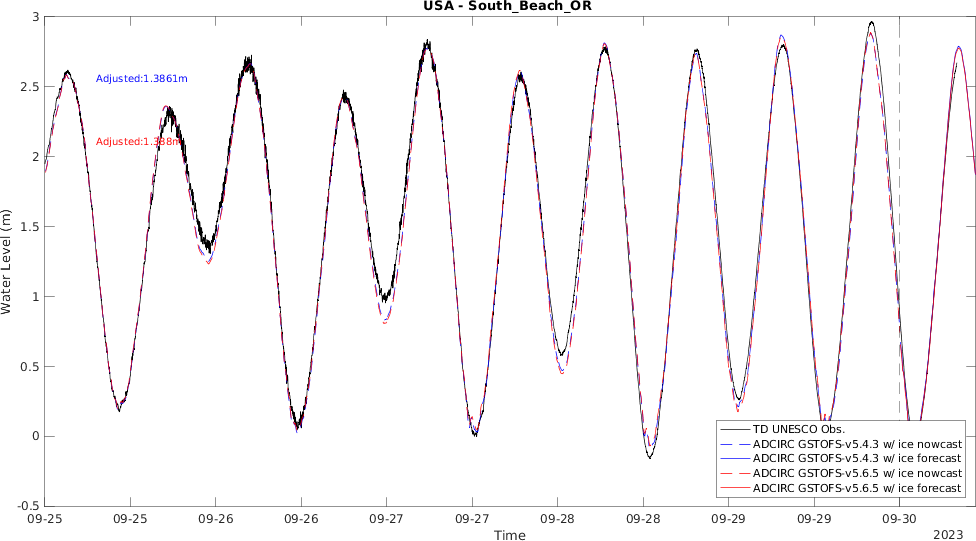 USA - South_Beach_OR
3
2.5
2
1.5
1
0.5
0
-0.5
Water Level (m)
Adjusted:1.3861m
Adjusted:1.388m
TD UNESCO Obs.
ADCIRC GSTOFS-v5.4.3 w/ ice nowcast
ADCIRC GSTOFS-v5.4.3 w/ ice forecast
ADCIRC GSTOFS-v5.6.5 w/ ice nowcast
ADCIRC GSTOFS-v5.6.5 w/ ice forecast
09-25 09-25 09-26 09-26 09-27 09-27 09-28 09-28 09-29 09-29 09-30
Time
2023